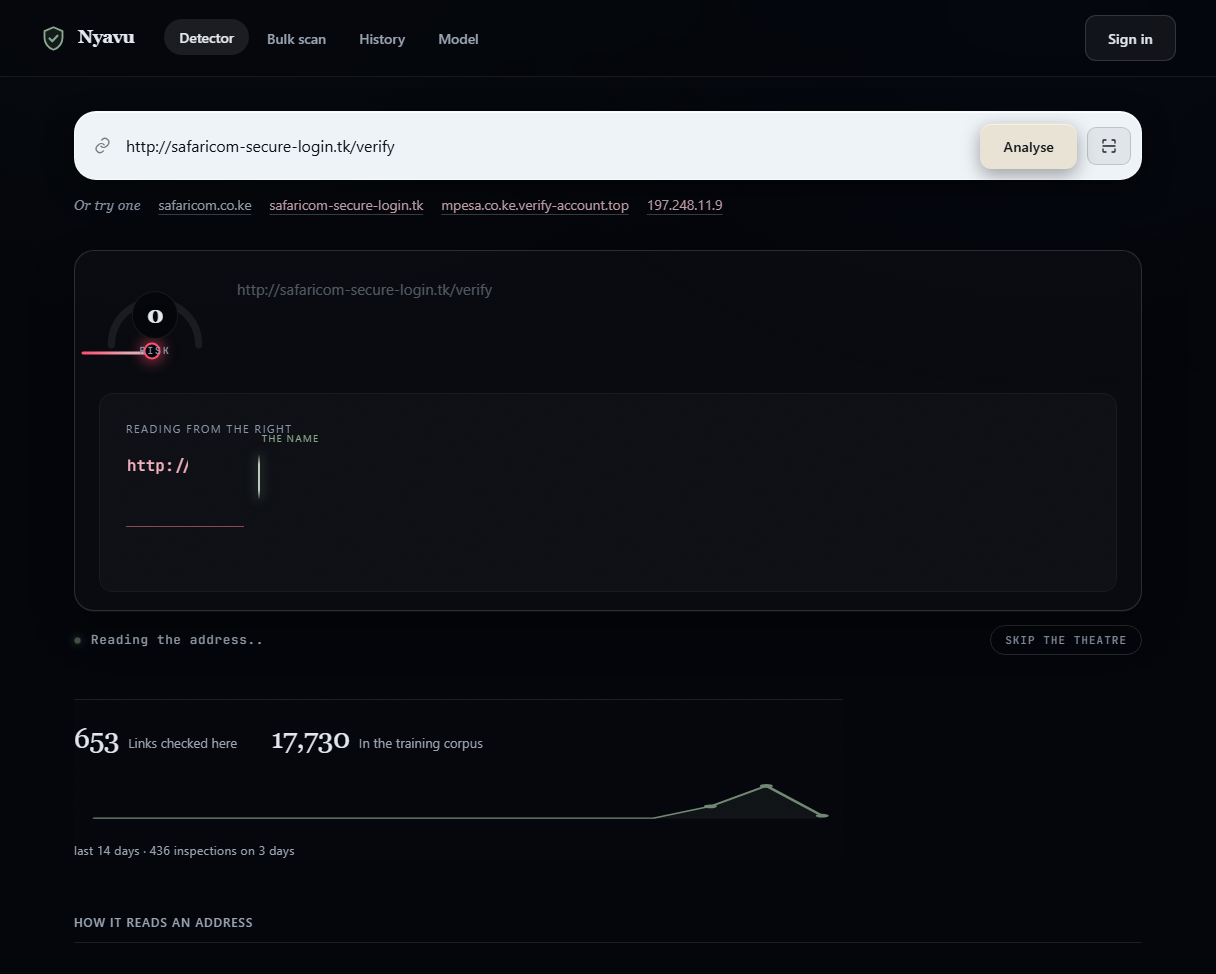 Nyavu Detector Bulk scan History Model Sign in
http://safaricom-secure-login.tk/verify Analyse
Or try one safaricom.co.ke safaricom-secure-login.tk mpesa.co.ke.verify-account.top 197.248.11.9
http://safaricom-secure-login.tk/verify
0
RISK
READING FROM THE RIGHT
THE NAME
http://
Reading the address.. SKIP THE THEATRE
653 Links checked here 17,730 In the training corpus
last 14 days · 436 inspections on 3 days
HOW IT READS AN ADDRESS